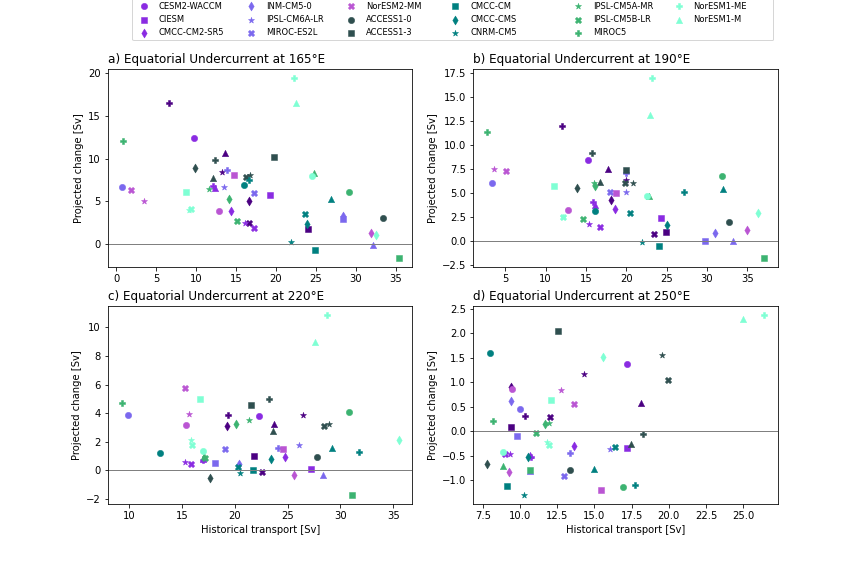 CESM2-WACCM INM-CM5-0 NorESM2-MM CMCC-CM IPSL-CM5A-MR NorESM1-ME
CIESM IPSL-CM6A-LR ACCESS1-0 CMCC-CMS IPSL-CM5B-LR NorESM1-M
CMCC-CM2-SR5 MIROC-ES2L ACCESS1-3 CNRM-CM5 MIROC5
a) Equatorial Undercurrent at 165°E b) Equatorial Undercurrent at 190°E
Projected change [Sv]
20
15
10
5
0
0 5 10 15 20 25 30 35
Projected change [Sv]
17.5
15.0
12.5
10.0
7.5
5.0
2.5
0.0
−2.5
5 10 15 20 25 30 35
c) Equatorial Undercurrent at 220°E d) Equatorial Undercurrent at 250°E
Projected change [Sv]
10
8
6
4
2
0
−2
10 15 20 25 30 35
Historical transport [Sv]
Projected change [Sv]
2.5
2.0
1.5
1.0
0.5
0.0
−0.5
−1.0
7.5 10.0 12.5 15.0 17.5 20.0 22.5 25.0
Historical transport [Sv]